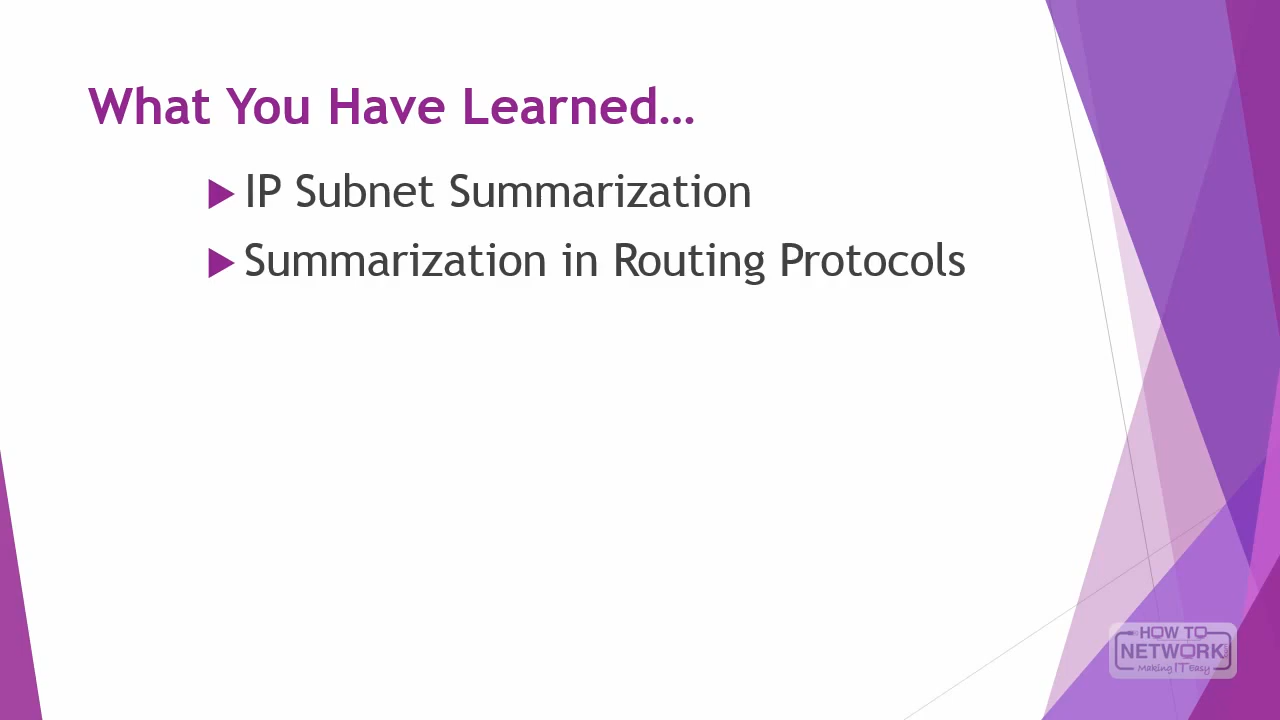 What You Have Learned...
IP Subnet Summarization
Summarization in Routing Protocols
HOW TO
NETWORK
Making IT Easy